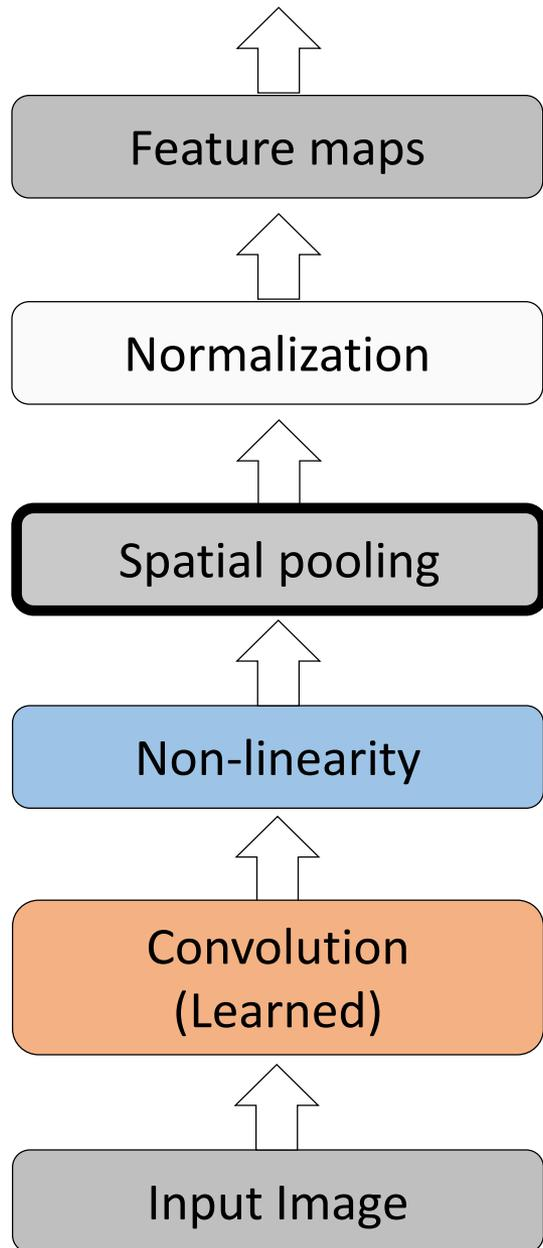 Feature maps
Normalization
Spatial pooling
Non-linearity
Convolution
(Learned)
Input Image